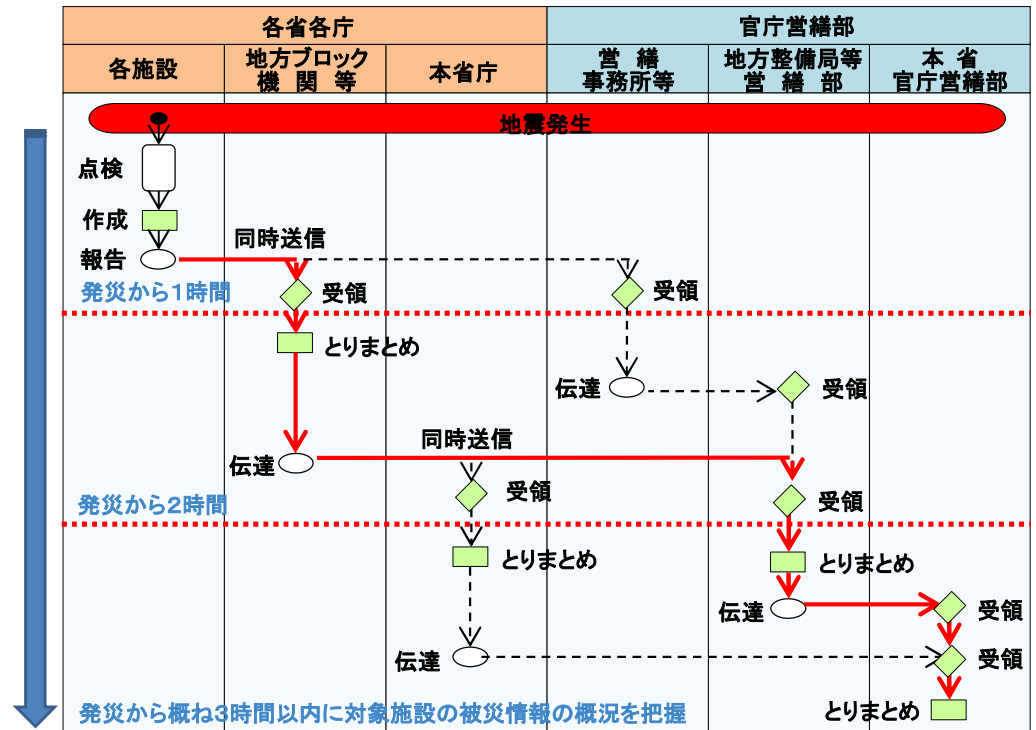 各省各庁
官庁営繕部
各施設
地方ブロック
機関等
本省庁
営繕
事務所等
地方整備局等
営繕部
本省
官庁営繕部
地震発生
点検
作成
報告
同時送信
受領
受領
発災から1時間
とりまとめ
伝達
受領
同時送信
伝達
受領
受領
発災から2時間
とりまとめ
とりまとめ
伝達
受領
伝達
受領
発災から概ね3時間以内に対象施設の被災情報の概況を把握
とりまとめ